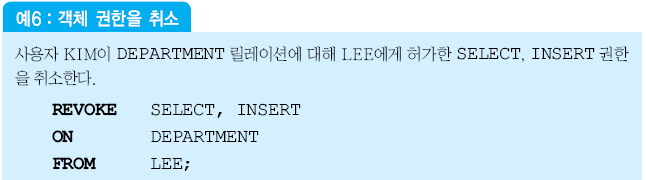 예6 : 객체 권한을 취소
사용자 KIM이 DEPARTMENT 릴레이션에 대해 LEE에게 허가한 SELECT, INSERT 권한
을 취소한다.
REVOKE SELECT, INSERT
ON DEPARTMENT
FROM LEE;